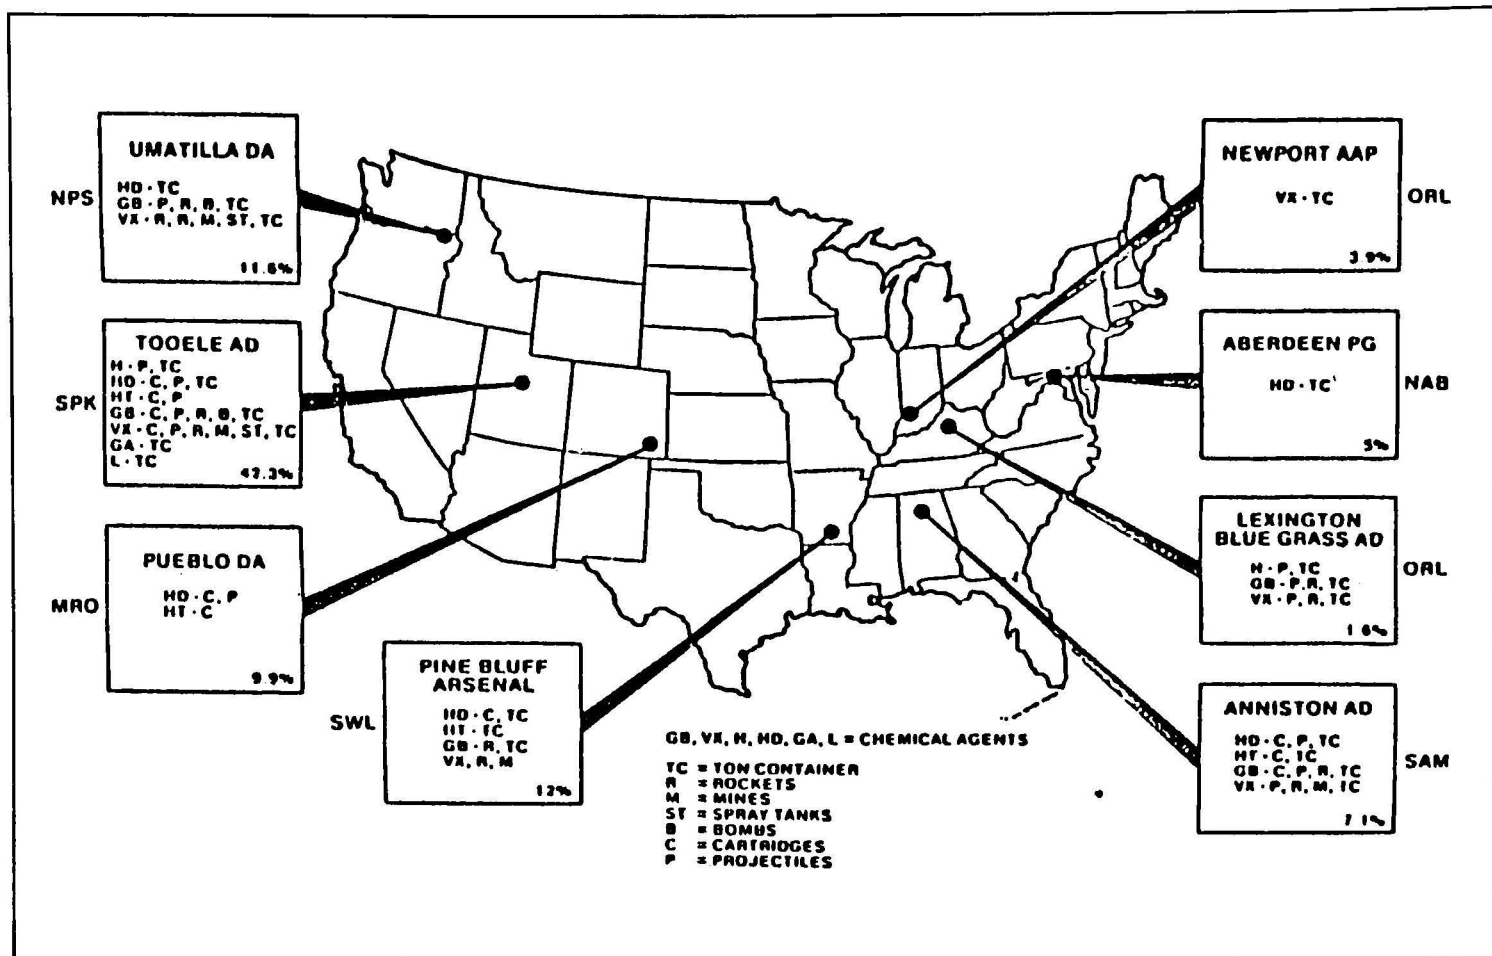 NPS
UMATILLA DA
HD · TC
GB · P, R, B, TC
VX · R, R, M, ST, TC
11.6%
SPK
TOOELE AD
H · P, TC
HD · C, P, TC
HT · C, P
GB · C, P, R, B, TC
VX · C, P, R, M, ST, TC
GA · TC
L · TC
42.3%
MRO
PUEBLO DA
HD · C, P
HT · C
9.9%
SWL
PINE BLUFF
ARSENAL
HD · C, TC
HT · TC
GB · R, TC
VX, R, M
12%
NEWPORT AAP
VX · TC
3.9%
ORL
ABERDEEN PG
HD · TC
5%
NAB
LEXINGTON
BLUE GRASS AD
H · P, TC
GB · P, R, TC
VX · P, R, TC
1.6%
ORL
ANNISTON AD
HD · C, P, TC
HT · C, TC
GB · C, P, R, TC
VX · P, R, M, TC
7.1%
SAM
GB, VX, H, HD, GA, L = CHEMICAL AGENTS
TC = TON CONTAINER
R = ROCKETS
M = MINES
ST = SPRAY TANKS
B = BOMBS
C = CARTRIDGES
P = PROJECTILES